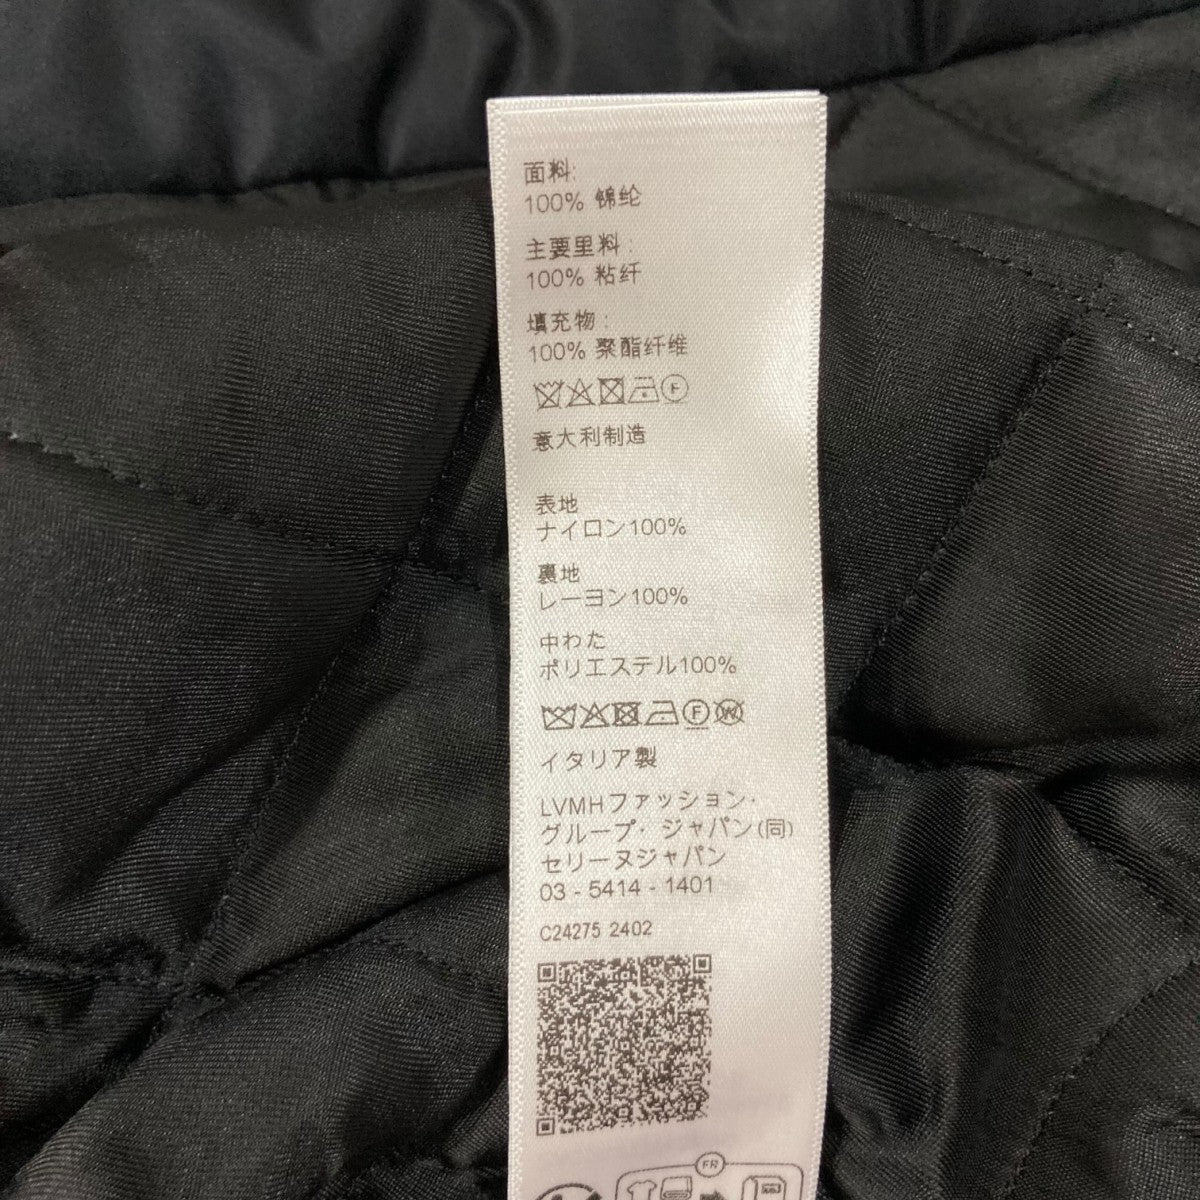 面料:
100% 锦纶
主要里料:
100% 粘纤
填充物:
100% 聚酯纤维
F
意大利制造
表地
ナイロン100%
裏地
レーヨン100%
中わた
ポリエステル100%
F W
イタリア製
LVMHファッション・
グループ・ジャパン(同)
セリーヌジャパン
03 - 5414 - 1401
C24275 2402
FR